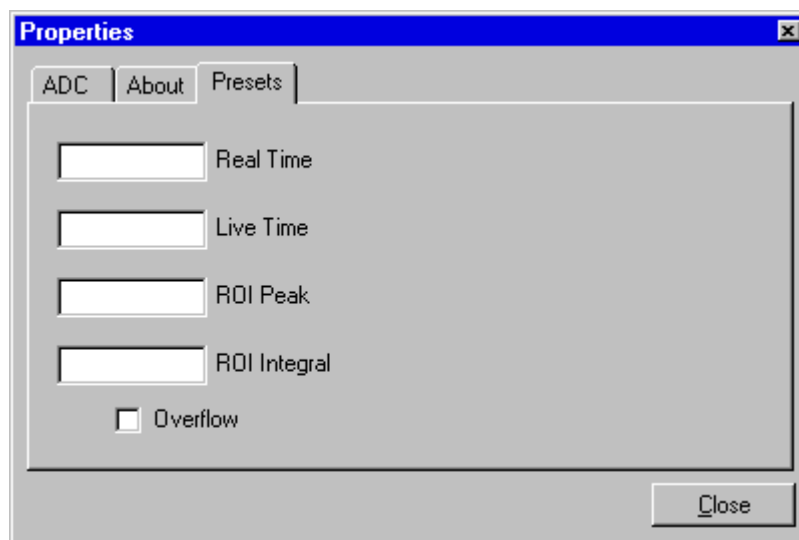 Properties
ADC About Presets
Real Time
Live Time
ROI Peak
ROI Integral
Overflow
Close